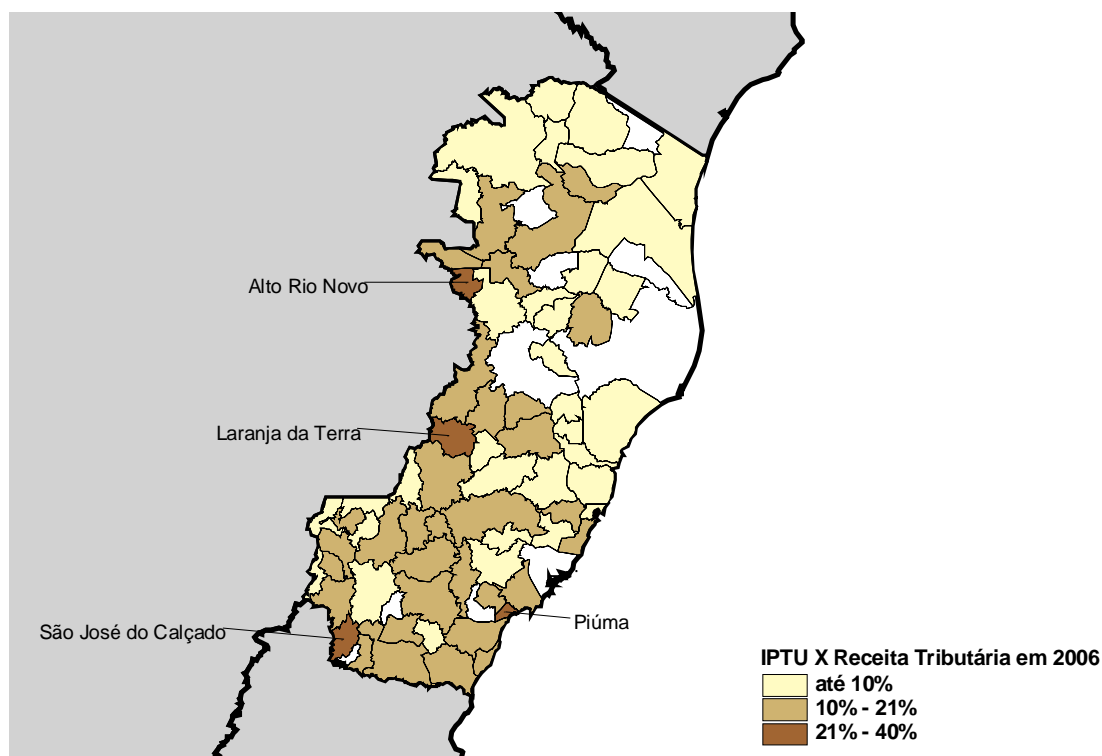 Alto Rio Novo
Laranja da Terra
São José do Calçado
Piúma
IPTU X Receita Tributária em 2006
até 10%
10% - 21%
21% - 40%